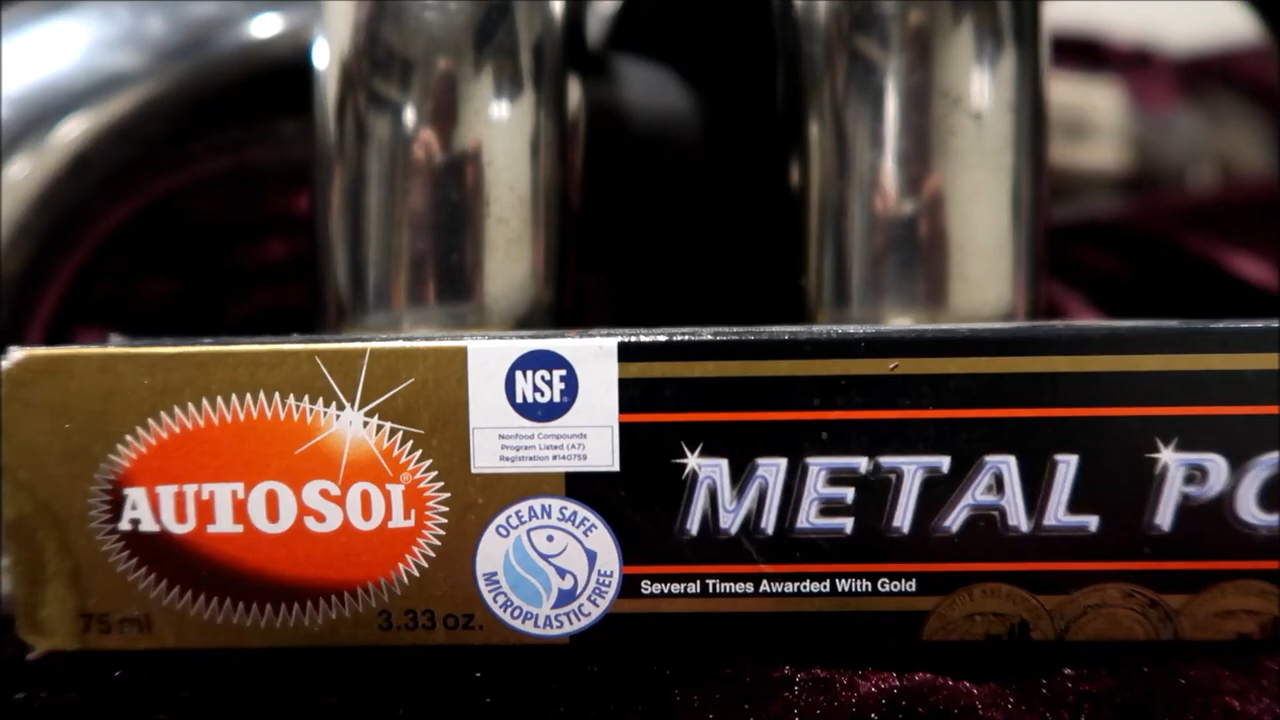 AUTOSOL®
75 ml
3.33 oz.
NSF®
Nonfood Compounds
Program Listed (A7)
Registration #140759
OCEAN SAFE
MICROPLASTIC FREE
METAL PO
Several Times Awarded With Gold